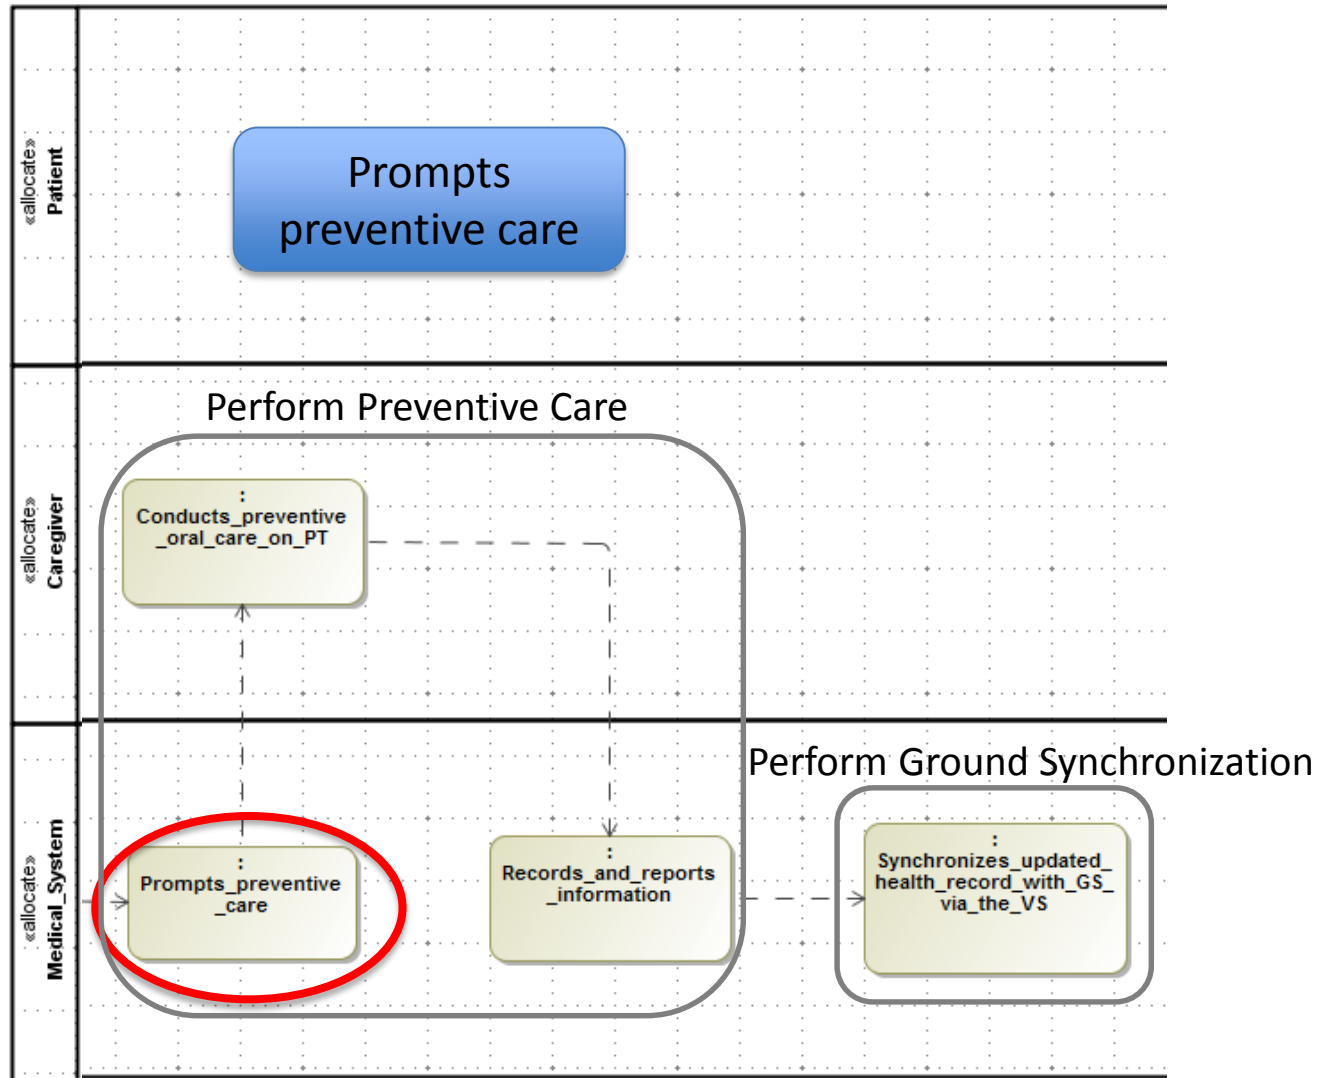 «allocate»
Patient
Prompts
preventive care
«allocate»
Caregiver
Perform Preventive Care
:
Conducts_preventive
_oral_care_on_PT
«allocate»
Medical_System
:
Prompts_preventive
_care
:
Records_and_reports
_information
Perform Ground Synchronization
:
Synchronizes_updated_
health_record_with_GS_
via_the_VS